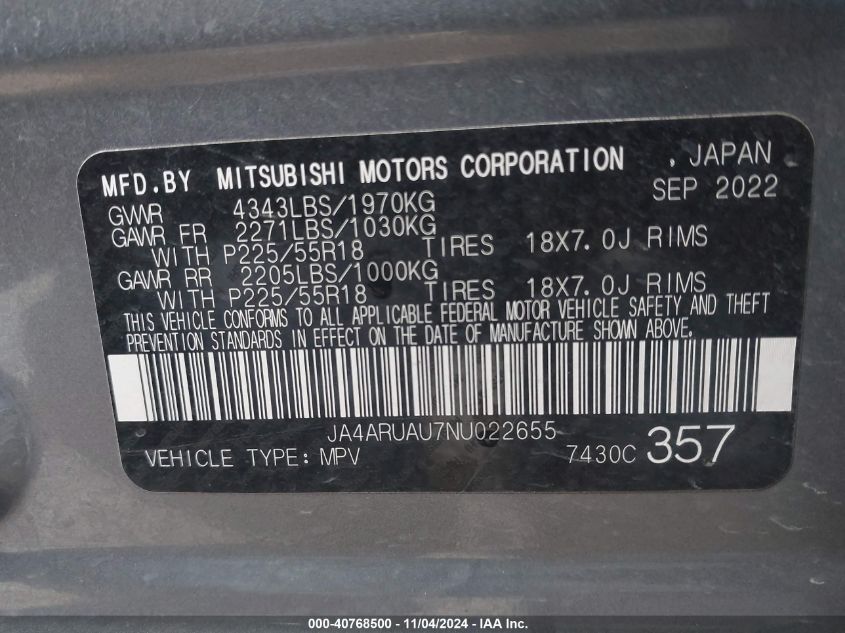 MFD.BY MITSUBISHI MOTORS CORPORATION , JAPAN
SEP 2022
GVWR 4343LBS/1970KG
GAWR FR 2271LBS/1030KG
WITH P225/55R18 TIRES 18X7.0J RIMS
GAWR RR 2205LBS/1000KG
WITH P225/55R18 TIRES 18X7.0J RIMS
THIS VEHICLE CONFORMS TO ALL APPLICABLE FEDERAL MOTOR VEHICLE SAFETY AND THEFT
PREVENTION STANDARDS IN EFFECT ON THE DATE OF MANUFACTURE SHOWN ABOVE.
JA4ARUAU7NU022655
VEHICLE TYPE: MPV 7430C 357
000-40768500 - 11/04/2024 - IAA Inc.